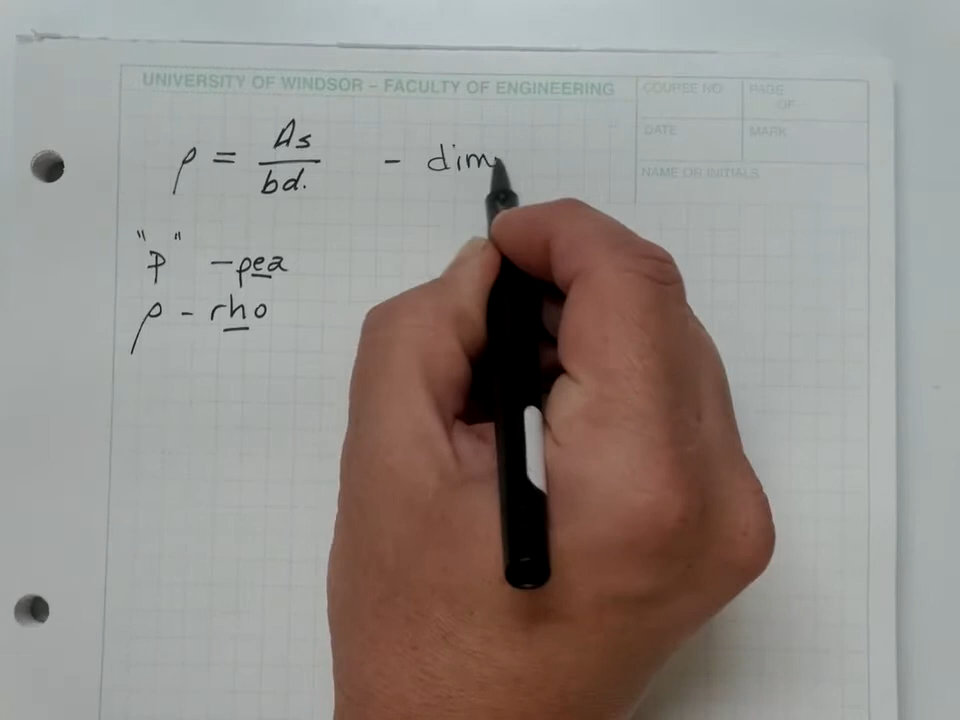 UNIVERSITY OF WINDSOR – FACULTY OF ENGINEERING
COURSE NO.
PAGE
OF
DATE
MARK
NAME OR INITIALS
ρ = As
bd.
- dim
"P" - pea
ρ - rho